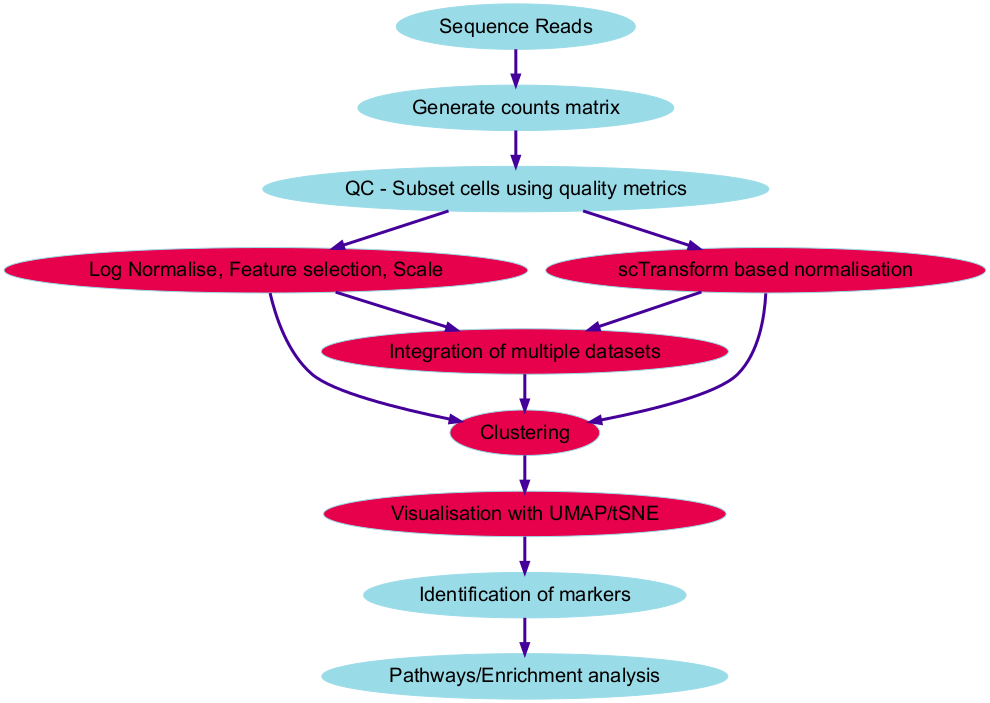 Sequence Reads
Generate counts matrix
QC - Subset cells using quality metrics
Log Normalise, Feature selection, Scale
scTransform based normalisation
Integration of multiple datasets
Clustering
Visualisation with UMAP/tSNE
Identification of markers
Pathways/Enrichment analysis